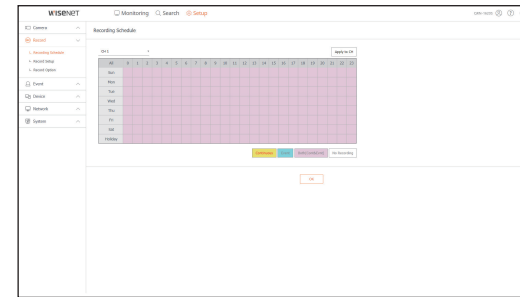 WISENET
Monitoring Search Setup
Camera
Recording Schedule
Record
Recording Schedule
Record Setup
Record Option
Event
Device
Network
System
CH 1
Apply to CH
All 0 1 2 3 4 5 6 7 8 9 10 11 12 13 14 15 16 17 18 19 20 21 22 23
Sun
Mon
Tue
Wed
Thu
Fri
Sat
Holiday
Continuous Event Both(Cont&Evt) No Recording
OK